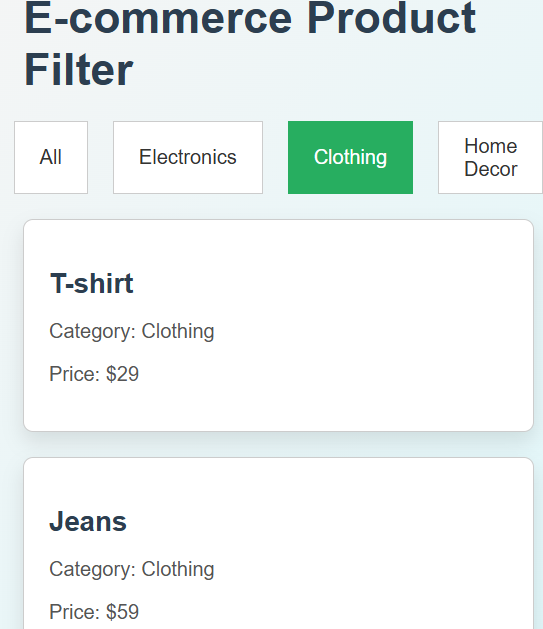 E-commerce Product
Filter
All
Electronics
Clothing
Home
Decor
T-shirt
Category: Clothing
Price: $29
Jeans
Category: Clothing
Price: $59